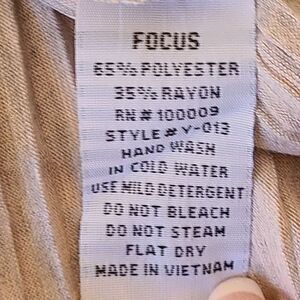 FOCUS
65% POLYESTER
35% RAYON
RN # 100009
STYLE # Y-013
HAND WASH
IN COLD WATER
USE MILD DETERGENT
DO NOT BLEACH
DO NOT STEAM
FLAT DRY
MADE IN VIETNAM